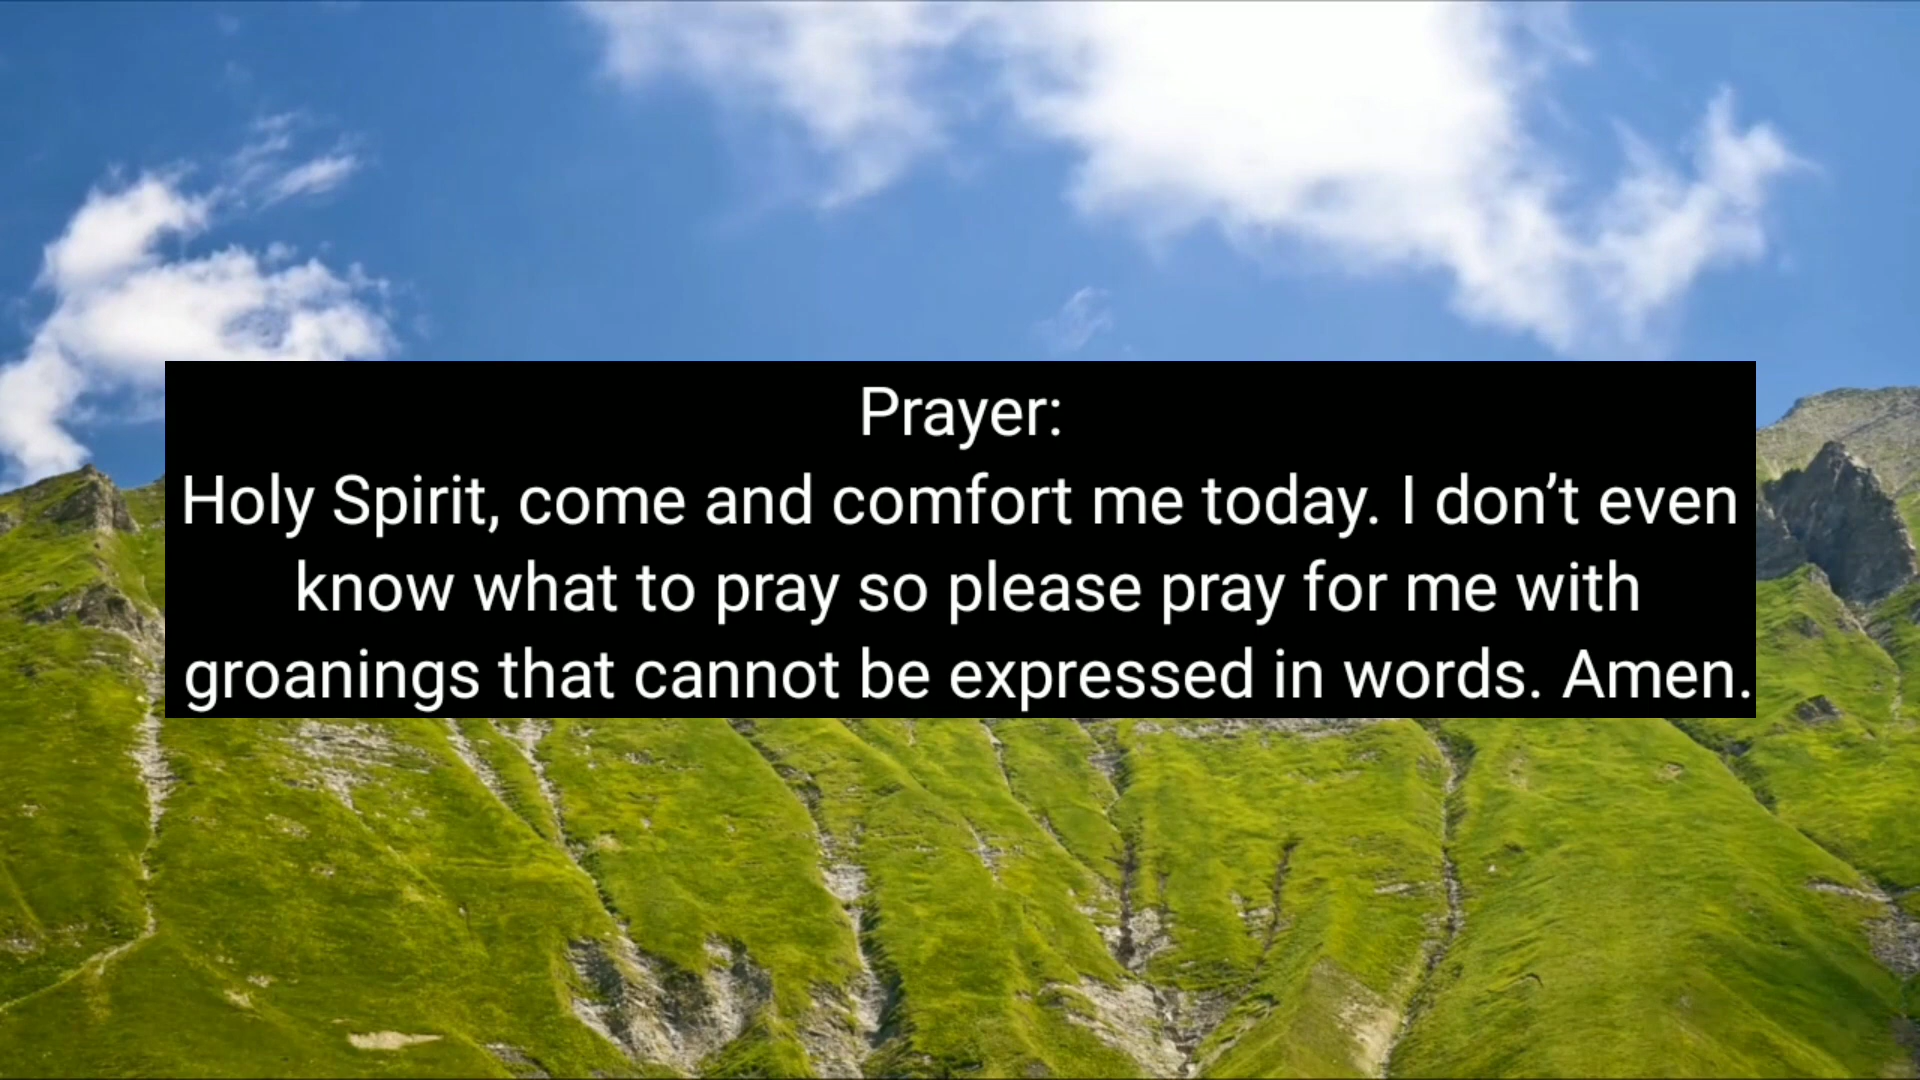 Prayer:
Holy Spirit, come and comfort me today. I don’t even
know what to pray so please pray for me with
groanings that cannot be expressed in words. Amen.